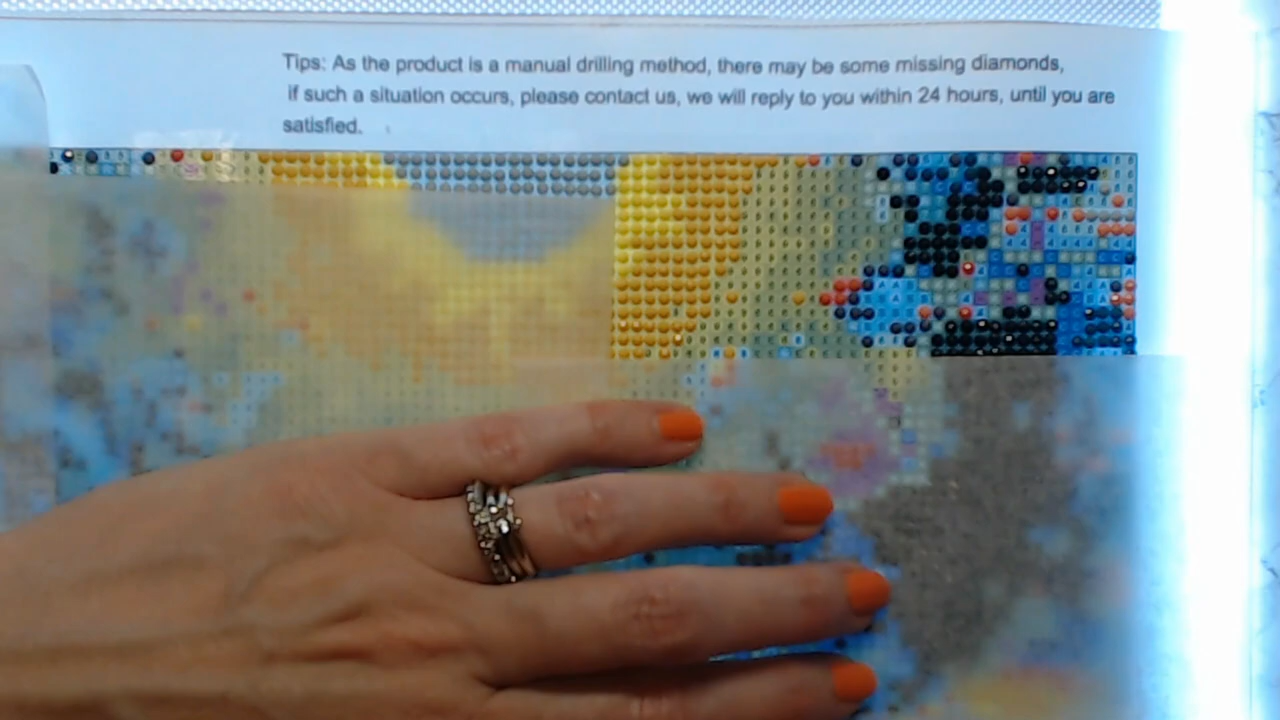 Tips: As the product is a manual drilling method, there may be some missing diamonds,
if such a situation occurs, please contact us, we will reply to you within 24 hours, until you are
satisfied.